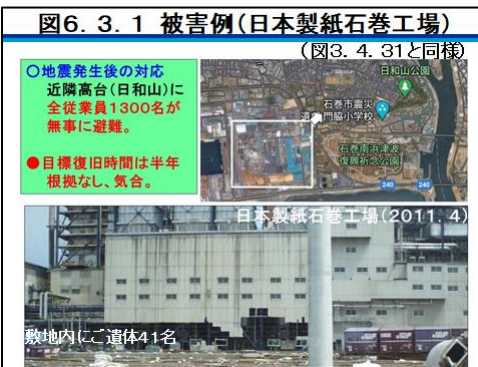 図6.3.1 被害例(日本製紙石巻工場)
(図3.4.31と同様)
○地震発生後の対応
近隣高台(日和山)に
全従業員1300名が
無事に避難。
●目標復旧時間は半年
根拠なし、気合。
日和山公園
石巻市震災
遺構門脇小学校
石巻南浜津波
復興祈念公園
240
240
日本製紙石巻工場(2011.4)
敷地内にご遺体41名